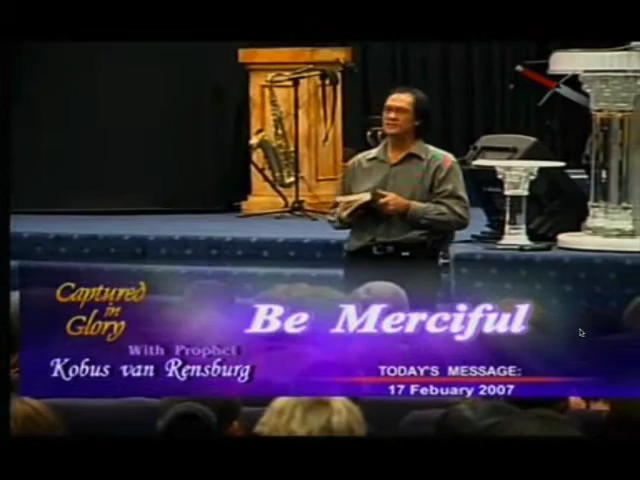 Captured
in
Glory
With Prophet
Kobus van Rensburg
Be Merciful
TODAY'S MESSAGE:
17 Febuary 2007